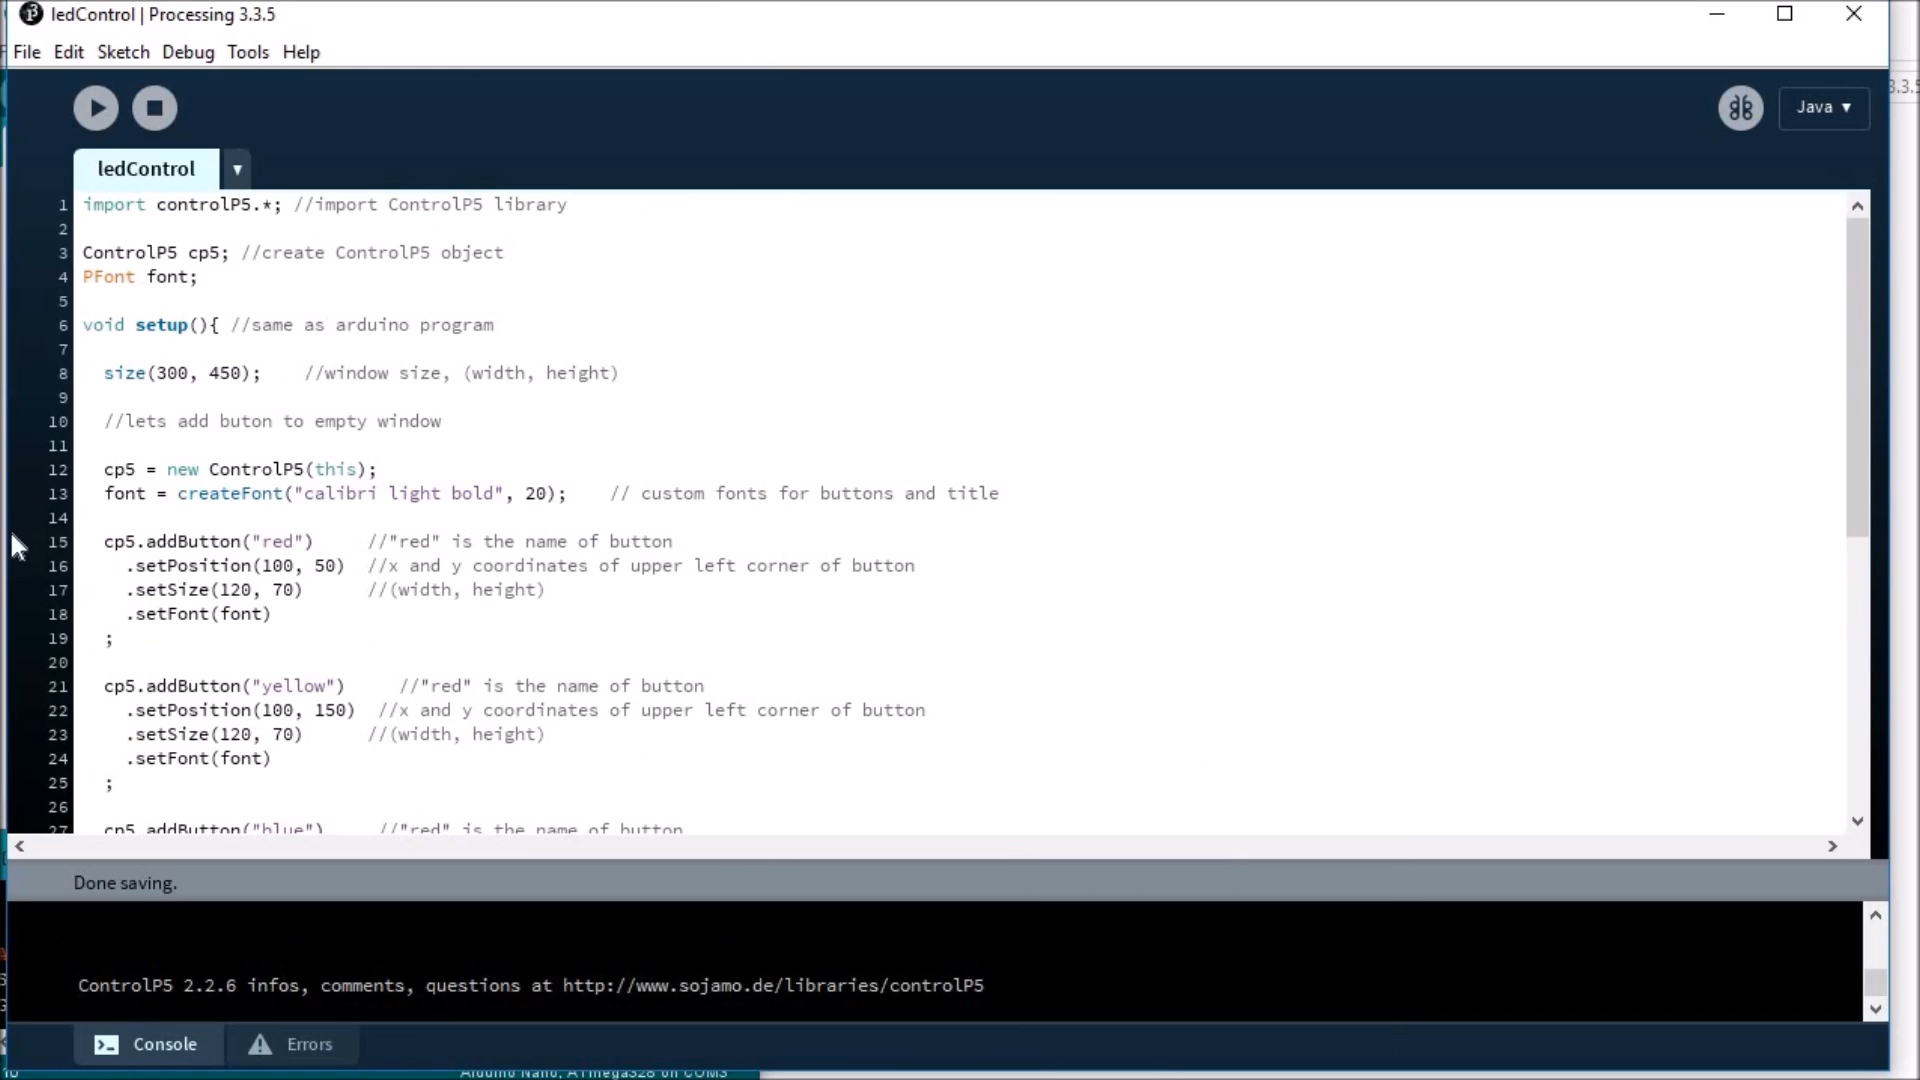 ledControl | Processing 3.3.5
File Edit Sketch Debug Tools Help
3.3.5
Java ▼
ledControl ▼
1 import controlP5.*; //import ControlP5 library
2
3 ControlP5 cp5; //create ControlP5 object
4 PFont font;
5
6 void setup(){ //same as arduino program
7
8 size(300, 450); //window size, (width, height)
9
10 //lets add buton to empty window
11
12 cp5 = new ControlP5(this);
13 font = createFont("calibri light bold", 20); // custom fonts for buttons and title
14
15 cp5.addButton("red") //"red" is the name of button
16 .setPosition(100, 50) //x and y coordinates of upper left corner of button
17 .setSize(120, 70) //(width, height)
18 .setFont(font)
19 ;
20
21 cp5.addButton("yellow") //"red" is the name of button
22 .setPosition(100, 150) //x and y coordinates of upper left corner of button
23 .setSize(120, 70) //(width, height)
24 .setFont(font)
25 ;
26
27 cp5.addButton("blue") //"red" is the name of button
Done saving.
ControlP5 2.2.6 infos, comments, questions at http://www.sojamo.de/libraries/controlP5
Console Errors
Arduino Nano, ATmega328 on COM3